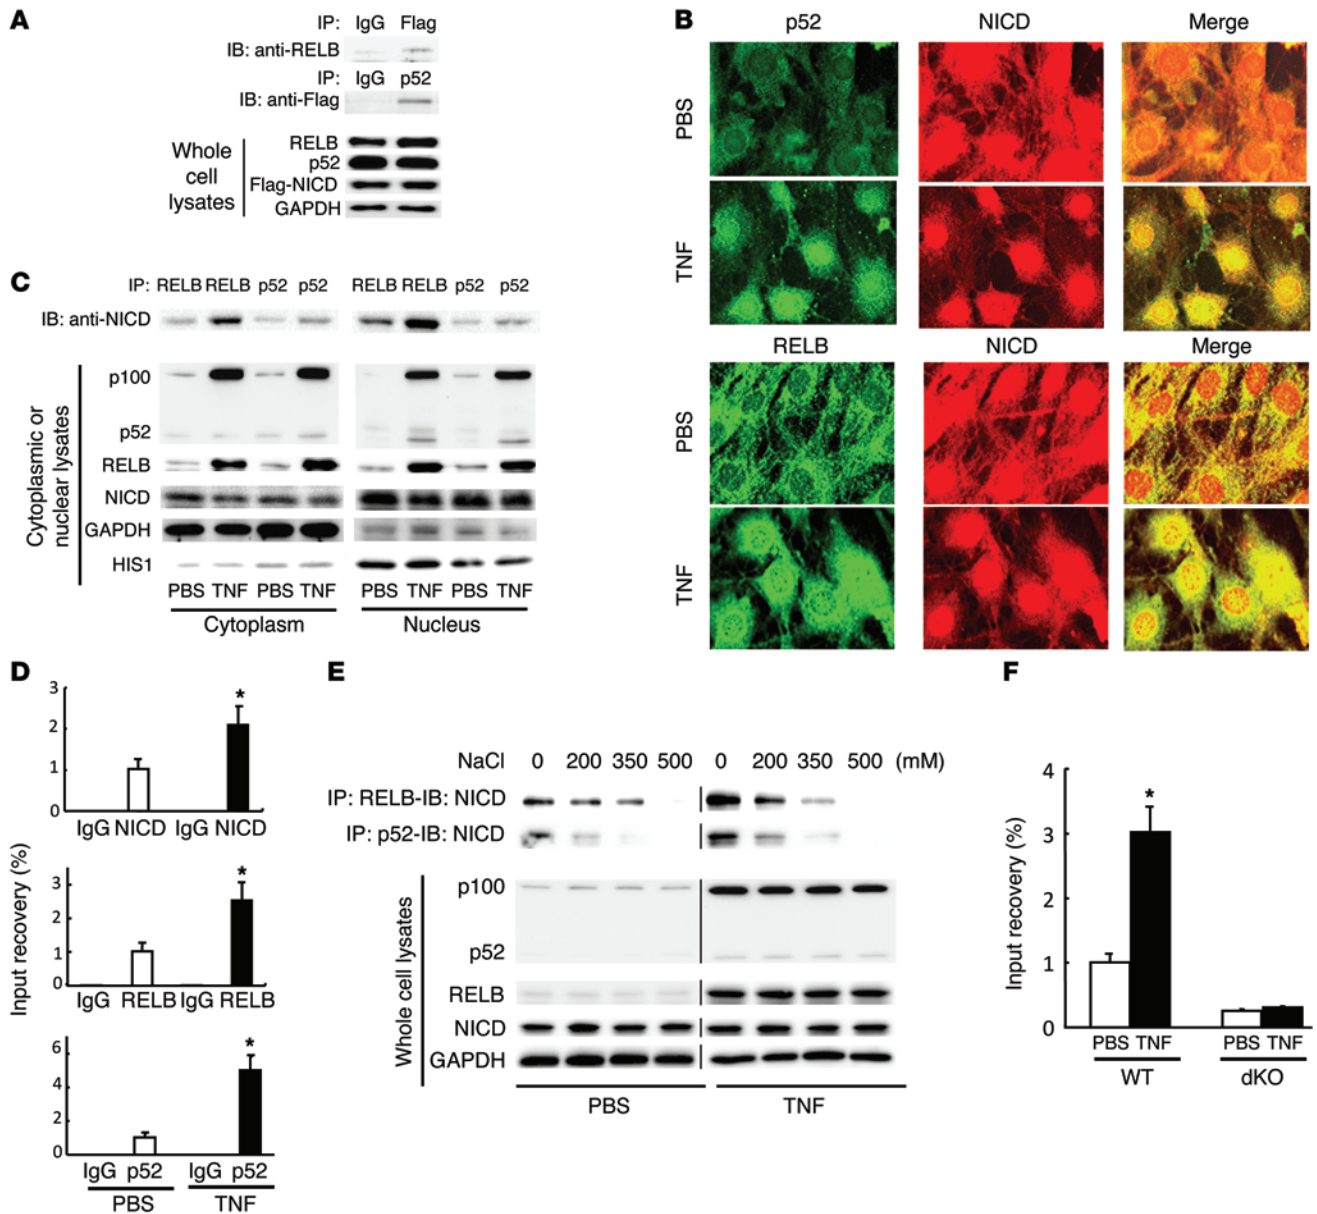 A
IP: IgG Flag
IB: anti-RELB
IP: IgG p52
IB: anti-Flag
Whole cell lysates
RELB
p52
Flag-NICD
GAPDH
B
p52 NICD Merge
PBS
TNF
RELB NICD Merge
PBS
TNF
C
IP: RELB RELB p52 p52 RELB RELB p52 p52
IB: anti-NICD
Cytoplasmic or nuclear lysates
p100
p52
RELB
NICD
GAPDH
HIS1
PBS TNF PBS TNF PBS TNF PBS TNF
Cytoplasm Nucleus
D
Input recovery (%)
3
2
1
0
*
IgG NICD IgG NICD
3
2
1
0
*
IgG RELB IgG RELB
6
4
2
0
*
IgG p52 IgG p52
PBS TNF
E
NaCl 0 200 350 500 0 200 350 500 (mM)
IP: RELB-IB: NICD
IP: p52-IB: NICD
Whole cell lysates
p100
p52
RELB
NICD
GAPDH
PBS TNF
F
Input recovery (%)
4
3
2
1
0
*
PBS TNF PBS TNF
WT dKO